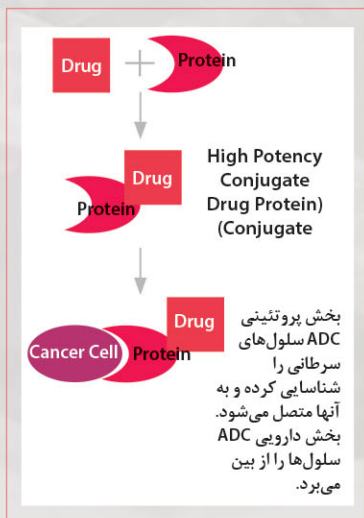 Drug
Protein
Drug
Protein
High Potency
Conjugate
Drug Protein)
(Conjugate
Drug
Cancer Cell
Protein
بخش پروتئینی
ADC سلول‌های
سرطانی را
شناسایی کرده و به
آنها متصل می‌شود.
بخش دارویی ADC
سلول‌ها را از بین
می‌برد.